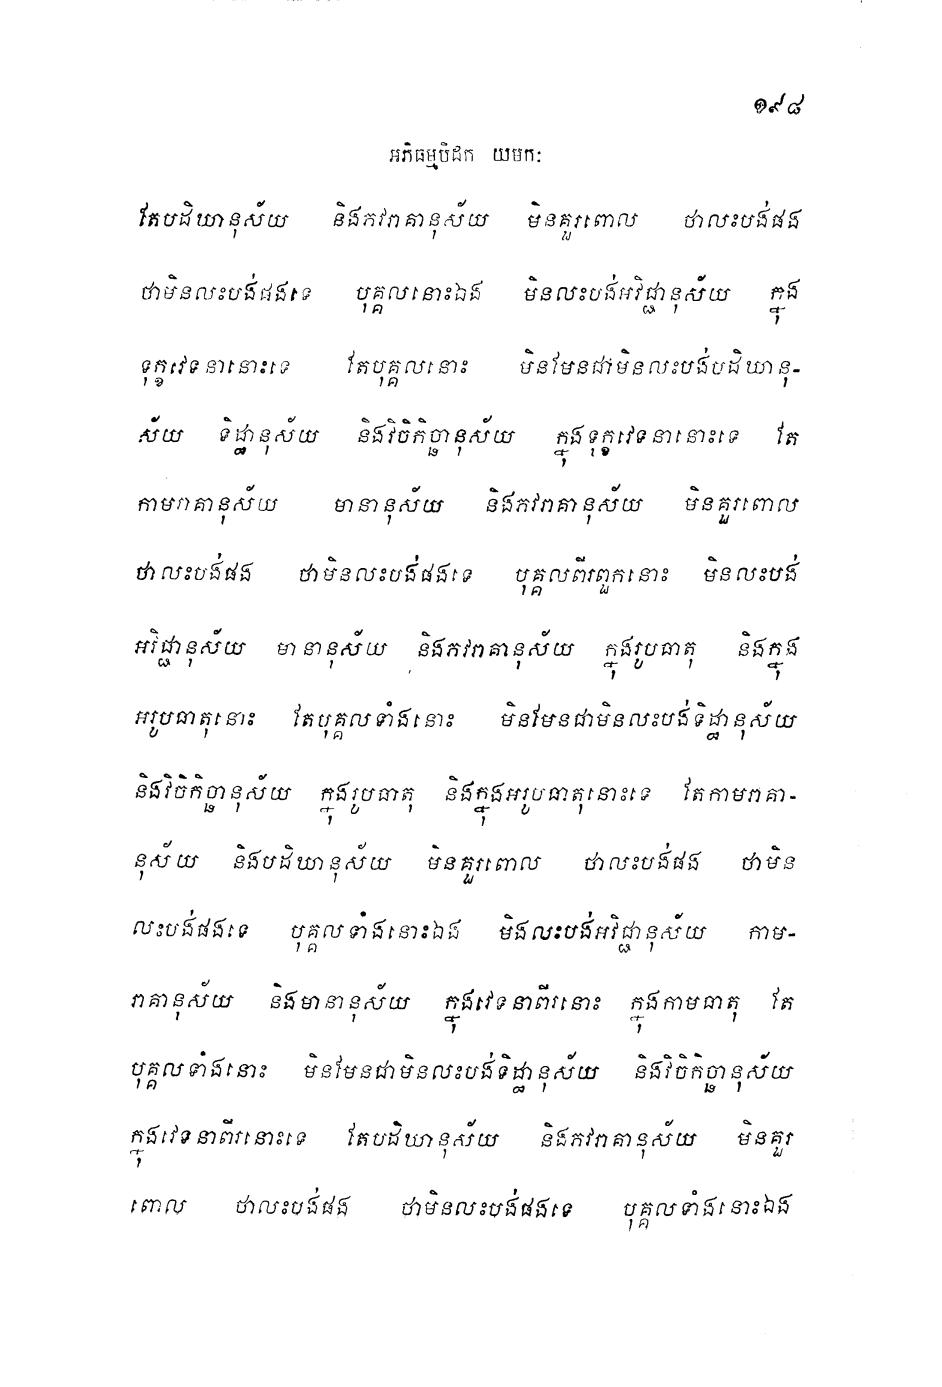 ១៩៨
អភិធម្មបិដក យមកៈ
តែបដិឃានុស័យ និងភវរាគានុស័យ មិនគួរពោល ថាលះបង់ផង
ថាមិនលះបង់ផងទេ បុគ្គលនោះឯង មិនលះបង់អវិជ្ជានុស័យ ក្នុង
ទុក្ខវេទនានោះទេ តែបុគ្គលនោះ មិនមែនជាមិនលះបង់បដិឃានុ-
ស័យ ទិដ្ឋានុស័យ និងវិចិកិច្ឆានុស័យ ក្នុងទុក្ខវេទនានោះទេ តែ
កាមរាគានុស័យ មានានុស័យ និងភវរាគានុស័យ មិនគួរពោល
ថាលះបង់ផង ថាមិនលះបង់ផងទេ បុគ្គលពីរពួកនោះ មិនលះបង់
អវិជ្ជានុស័យ មានានុស័យ និងភវរាគានុស័យ ក្នុងរូបធាតុ និងក្នុង
អរូបធាតុនោះ តែបុគ្គលទាំងនោះ មិនមែនជាមិនលះបង់ទិដ្ឋានុស័យ
និងវិចិកិច្ឆានុស័យ ក្នុងរូបធាតុ និងក្នុងអរូបធាតុនោះទេ តែកាមរាគា-
នុស័យ និងបដិឃានុស័យ មិនគួរពោល ថាលះបង់ផង ថាមិន
លះបង់ផងទេ បុគ្គលទាំងនោះឯង មិងលះបង់អវិជ្ជានុស័យ កាម-
រាគានុស័យ និងមានានុស័យ ក្នុងវេទនាពីរនោះ ក្នុងកាមធាតុ តែ
បុគ្គលទាំងនោះ មិនមែនជាមិនលះបង់ទិដ្ឋានុស័យ និងវិចិកិច្ឆានុស័យ
ក្នុងវេទនាពីរនោះទេ តែបដិឃានុស័យ និងភវរាគានុស័យ មិនគួរ
ពោល ថាលះបង់ផង ថាមិនលះបង់ផងទេ បុគ្គលទាំងនោះឯង